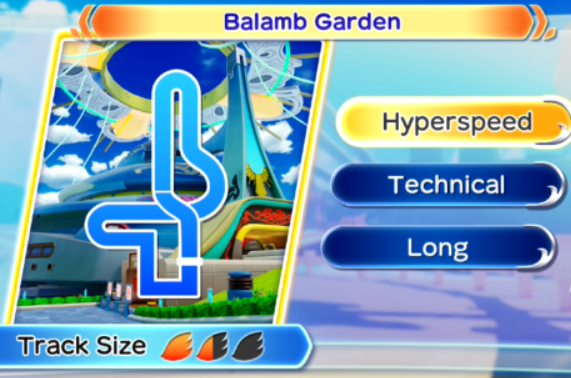 Balamb Garden
Hyperspeed
Technical
Long
Track Size